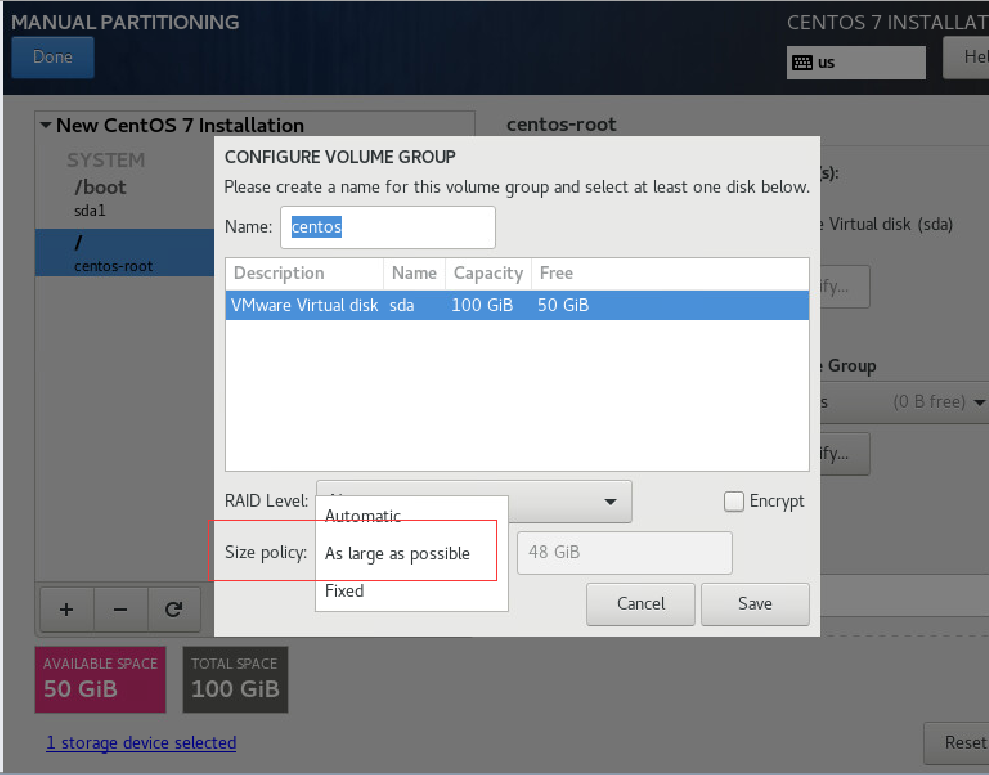 MANUAL PARTITIONING
CENTOS 7 INSTALLAT
Done
us
Hel
New CentOS 7 Installation
centos-root
SYSTEM
/boot
sda1
/
centos-root
CONFIGURE VOLUME GROUP
Please create a name for this volume group and select at least one disk below.
(s):
Name: centos
e Virtual disk (sda)
Description Name Capacity Free
ify...
VMware Virtual disk sda 100 GiB 50 GiB
e Group
s (0 B free)
ify...
RAID Level:
Encrypt
Automatic
Size policy: As large as possible 48 GiB
Fixed
Cancel Save
+ −
AVAILABLE SPACE
50 GiB
TOTAL SPACE
100 GiB
1 storage device selected
Reset